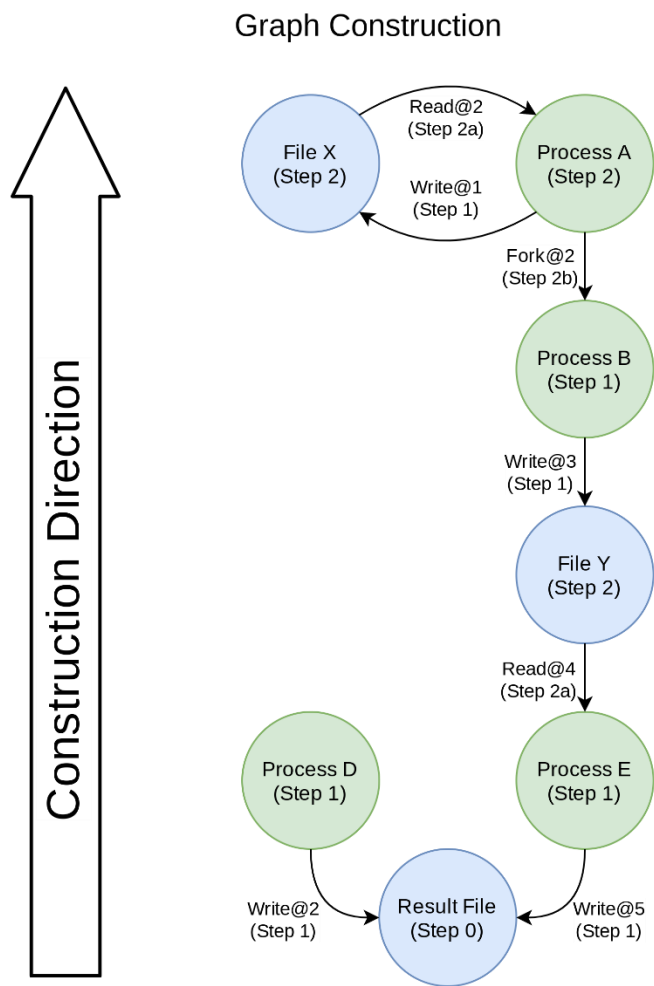 Graph Construction
Construction Direction
Read@2
(Step 2a)
File X
(Step 2)
Process A
(Step 2)
Write@1
(Step 1)
Fork@2
(Step 2b)
Process B
(Step 1)
Write@3
(Step 1)
File Y
(Step 2)
Read@4
(Step 2a)
Process D
(Step 1)
Process E
(Step 1)
Write@2
(Step 1)
Result File
(Step 0)
Write@5
(Step 1)